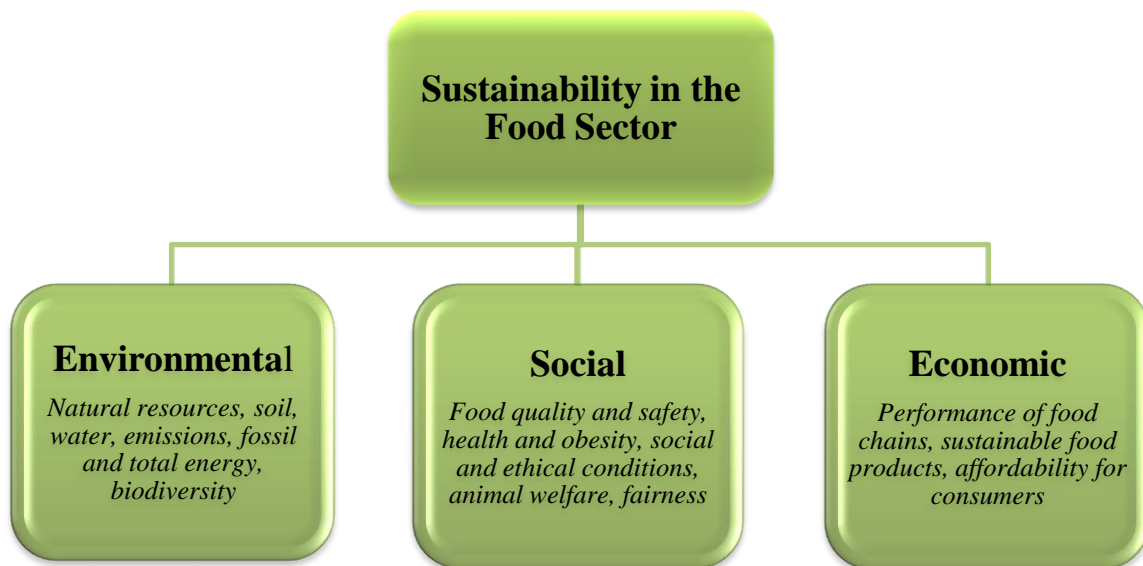 Sustainability in the
Food Sector
Environmental
Natural resources, soil,
water, emissions, fossil
and total energy,
biodiversity
Social
Food quality and safety,
health and obesity, social
and ethical conditions,
animal welfare, fairness
Economic
Performance of food
chains, sustainable food
products, affordability for
consumers